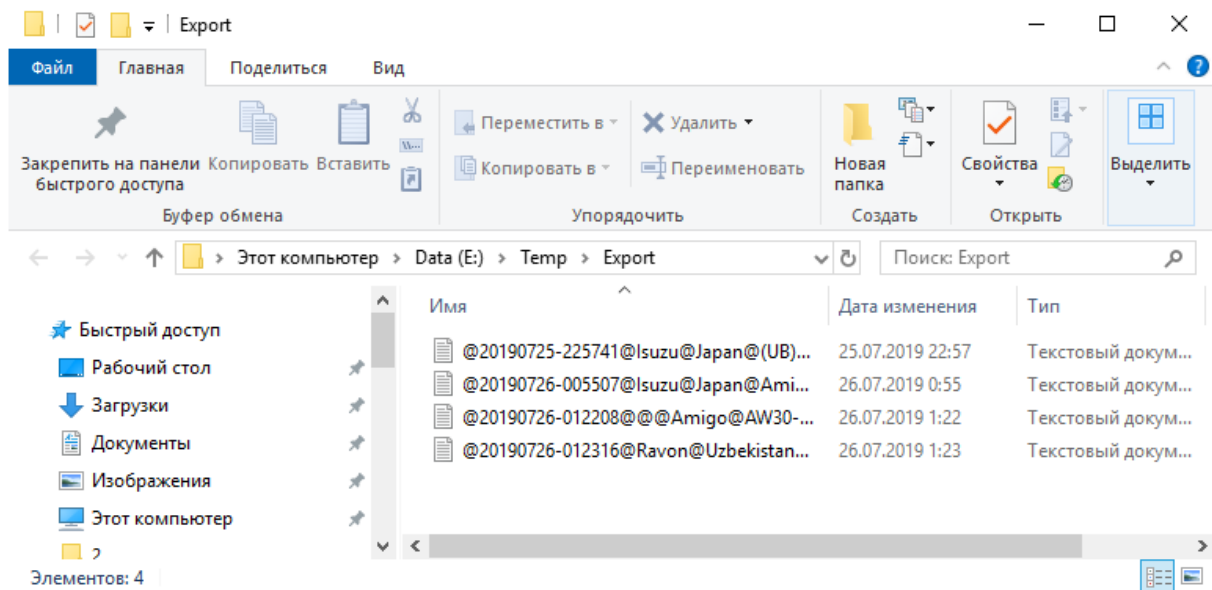 Export
Файл Главная Поделиться Вид
Закрепить на панели быстрого доступа
Копировать
Вставить
Буфер обмена
Переместить в
Копировать в
Удалить
Переименовать
Упорядочить
Новая папка
Создать
Свойства
Открыть
Выделить
Этот компьютер > Data (E:) > Temp > Export
Поиск: Export
Быстрый доступ
Рабочий стол
Загрузки
Документы
Изображения
Этот компьютер
2
Имя Дата изменения Тип
@20190725-225741@Isuzu@Japan@(UB)... 25.07.2019 22:57 Текстовый докум...
@20190726-005507@Isuzu@Japan@Ami... 26.07.2019 0:55 Текстовый докум...
@20190726-012208@@@Amigo@AW30-... 26.07.2019 1:22 Текстовый докум...
@20190726-012316@Ravon@Uzbekistan... 26.07.2019 1:23 Текстовый докум...
Элементов: 4